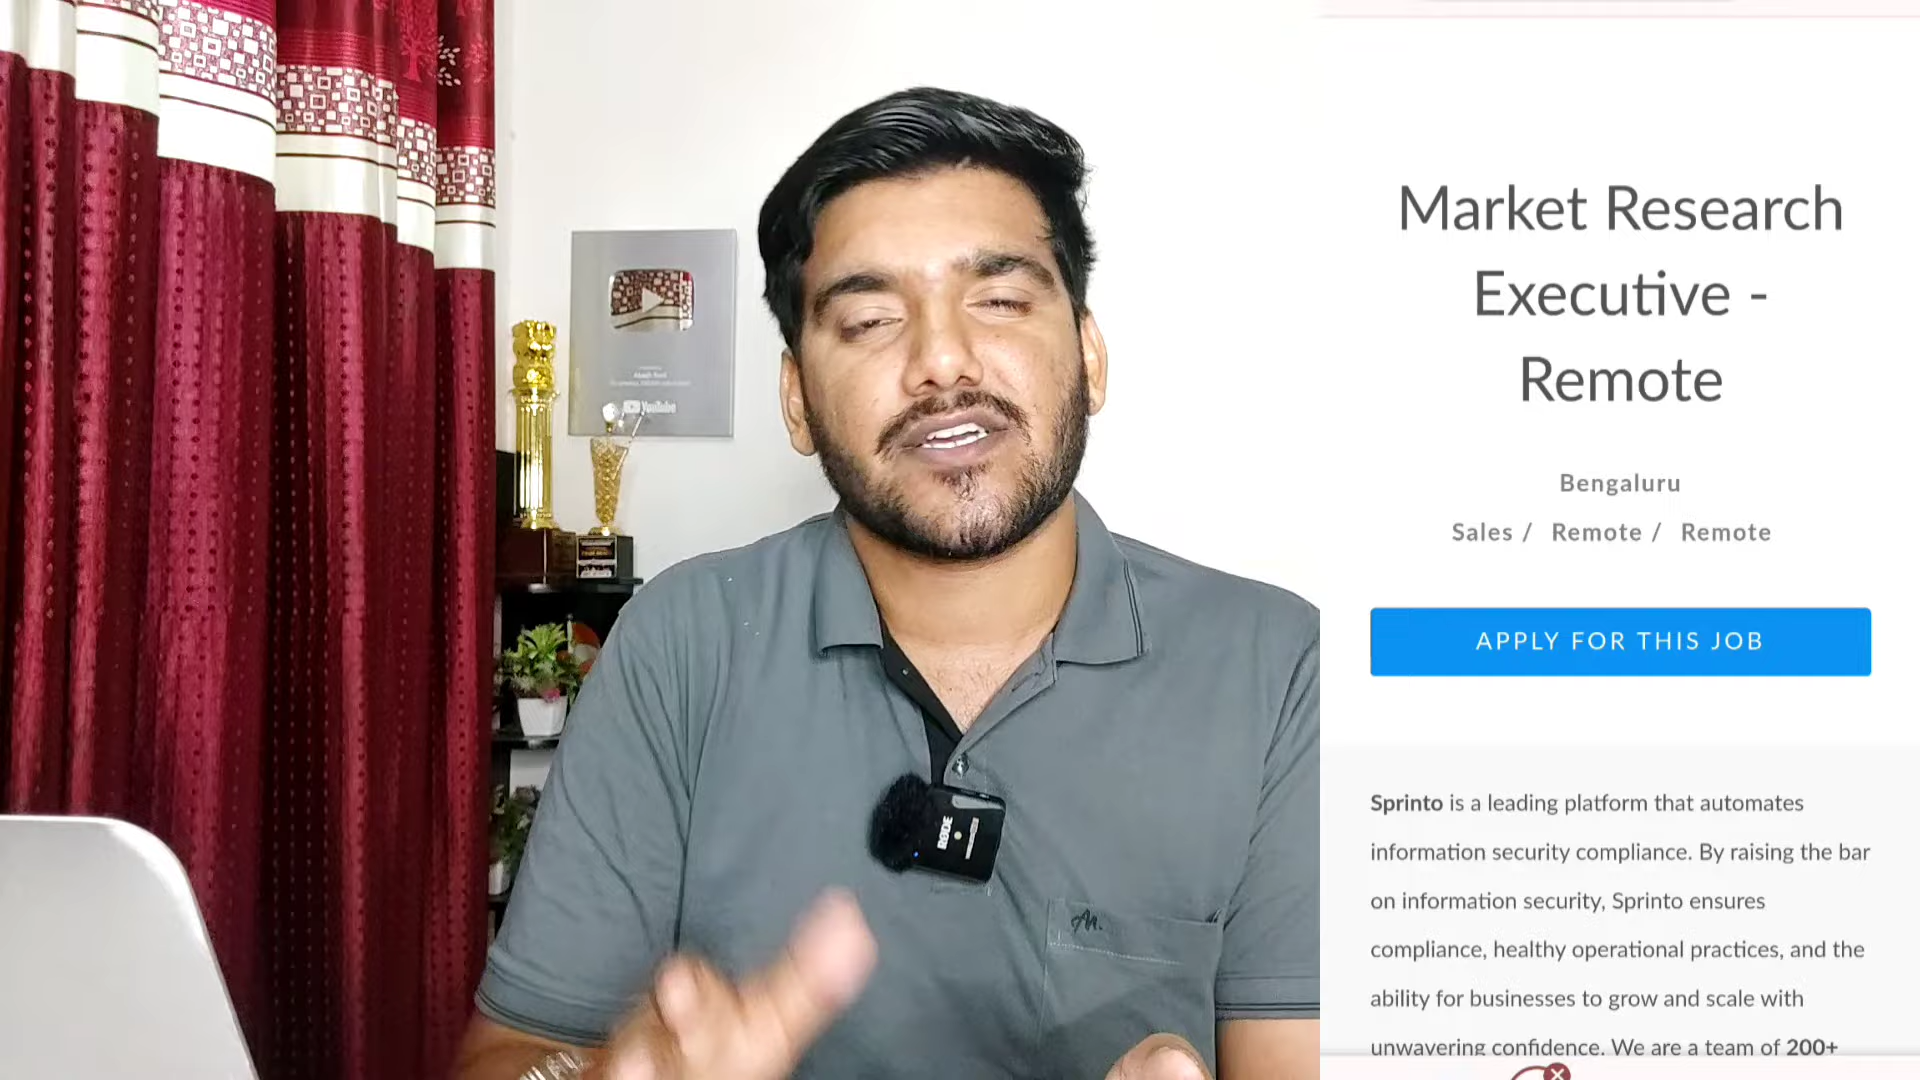 YouTube
RØDE
Market Research
Executive -
Remote
Bengaluru
Sales / Remote / Remote
APPLY FOR THIS JOB
Sprinto is a leading platform that automates
information security compliance. By raising the bar
on information security, Sprinto ensures
compliance, healthy operational practices, and the
ability for businesses to grow and scale with
unwavering confidence. We are a team of 200+